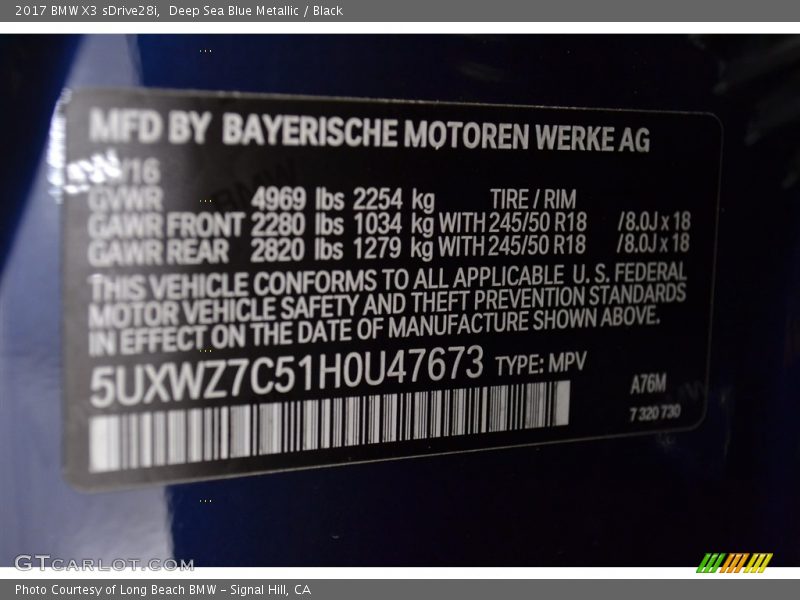 2017 BMW X3 sDrive28i, Deep Sea Blue Metallic / Black
MFD BY BAYERISCHE MOTOREN WERKE AG
/16
GVWR 4969 lbs 2254 kg TIRE / RIM
GAWR FRONT 2280 lbs 1034 kg WITH 245/50 R18 /8.0J x 18
GAWR REAR 2820 lbs 1279 kg WITH 245/50 R18 /8.0J x 18
THIS VEHICLE CONFORMS TO ALL APPLICABLE U. S. FEDERAL
MOTOR VEHICLE SAFETY AND THEFT PREVENTION STANDARDS
IN EFFECT ON THE DATE OF MANUFACTURE SHOWN ABOVE.
5UXWZ7C51H0U47673 TYPE: MPV
A76M
7 320 730
GTCARLOT.COM
Photo Courtesy of Long Beach BMW - Signal Hill, CA